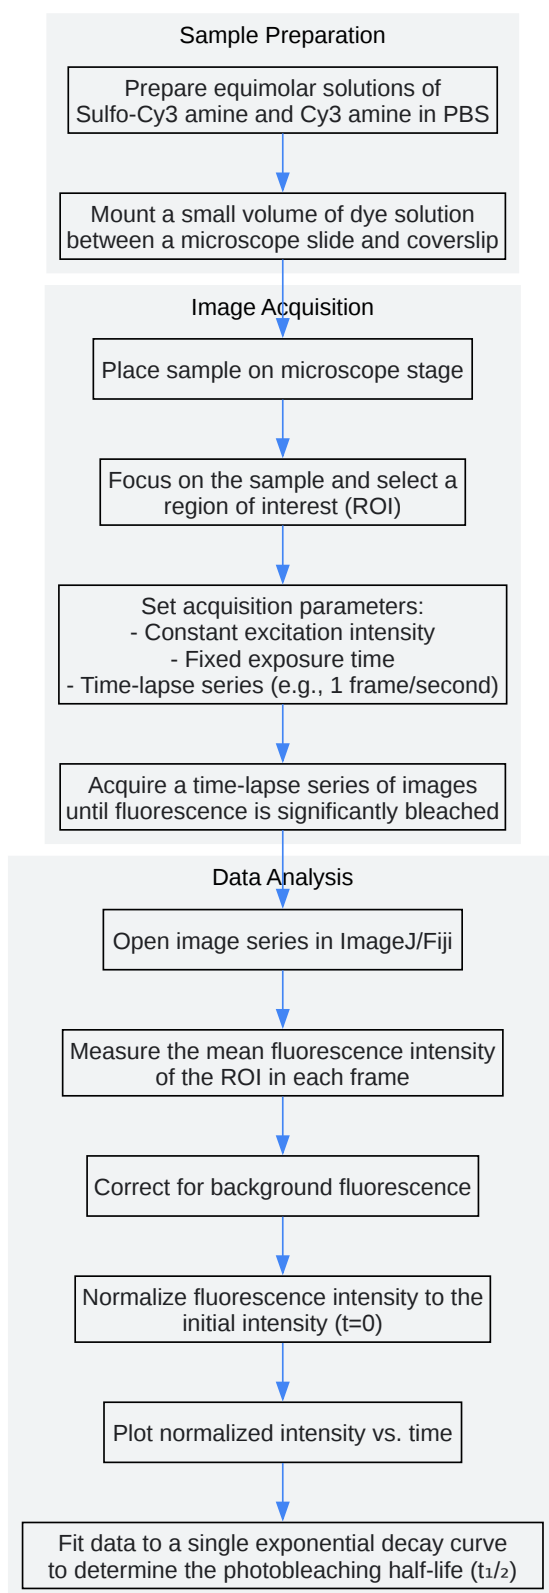 Sample Preparation
Prepare equimolar solutions of
Sulfo-Cy3 amine and Cy3 amine in PBS
Mount a small volume of dye solution
between a microscope slide and coverslip
Image Acquisition
Place sample on microscope stage
Focus on the sample and select a
region of interest (ROI)
Set acquisition parameters:
- Constant excitation intensity
- Fixed exposure time
- Time-lapse series (e.g., 1 frame/second)
Acquire a time-lapse series of images
until fluorescence is significantly bleached
Data Analysis
Open image series in ImageJ/Fiji
Measure the mean fluorescence intensity
of the ROI in each frame
Correct for background fluorescence
Normalize fluorescence intensity to the
initial intensity (t=0)
Plot normalized intensity vs. time
Fit data to a single exponential decay curve
to determine the photobleaching half-life (t₁/₂)